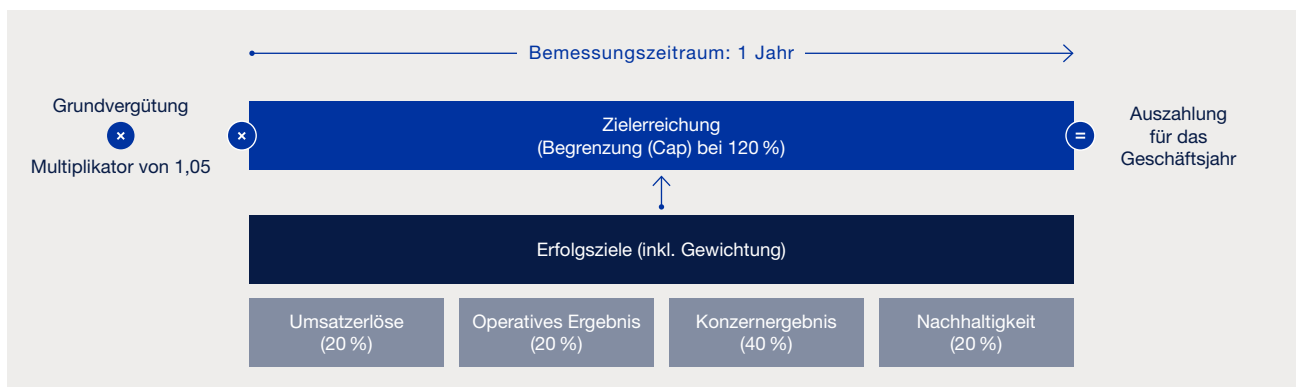 Bemessungszeitraum: 1 Jahr
Grundvergütung
×
Multiplikator von 1,05
×
Zielerreichung
(Begrenzung (Cap) bei 120 %)
=
Auszahlung
für das
Geschäftsjahr
Erfolgsziele (inkl. Gewichtung)
Umsatzerlöse
(20 %)
Operatives Ergebnis
(20 %)
Konzernergebnis
(40 %)
Nachhaltigkeit
(20 %)